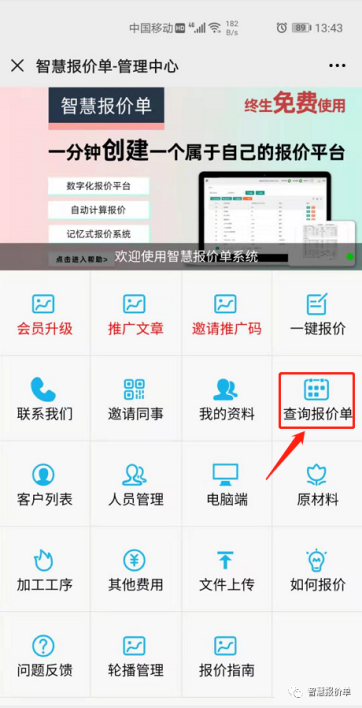 中国移动 HD 46 182 B/s 89 13:43
智慧报价单-管理中心
智慧报价单
终生免费使用
一分钟创建一个属于自己的报价平台
数字化报价平台
自动计算报价
记忆式报价系统
点击进入帮助>
欢迎使用智慧报价单系统
会员升级 推广文章 邀请推广码 一键报价
联系我们 邀请同事 我的资料 查询报价单
客户列表 人员管理 电脑端 原材料
加工工序 其他费用 文件上传 如何报价
问题反馈 轮播管理 报价指南
智慧报价单